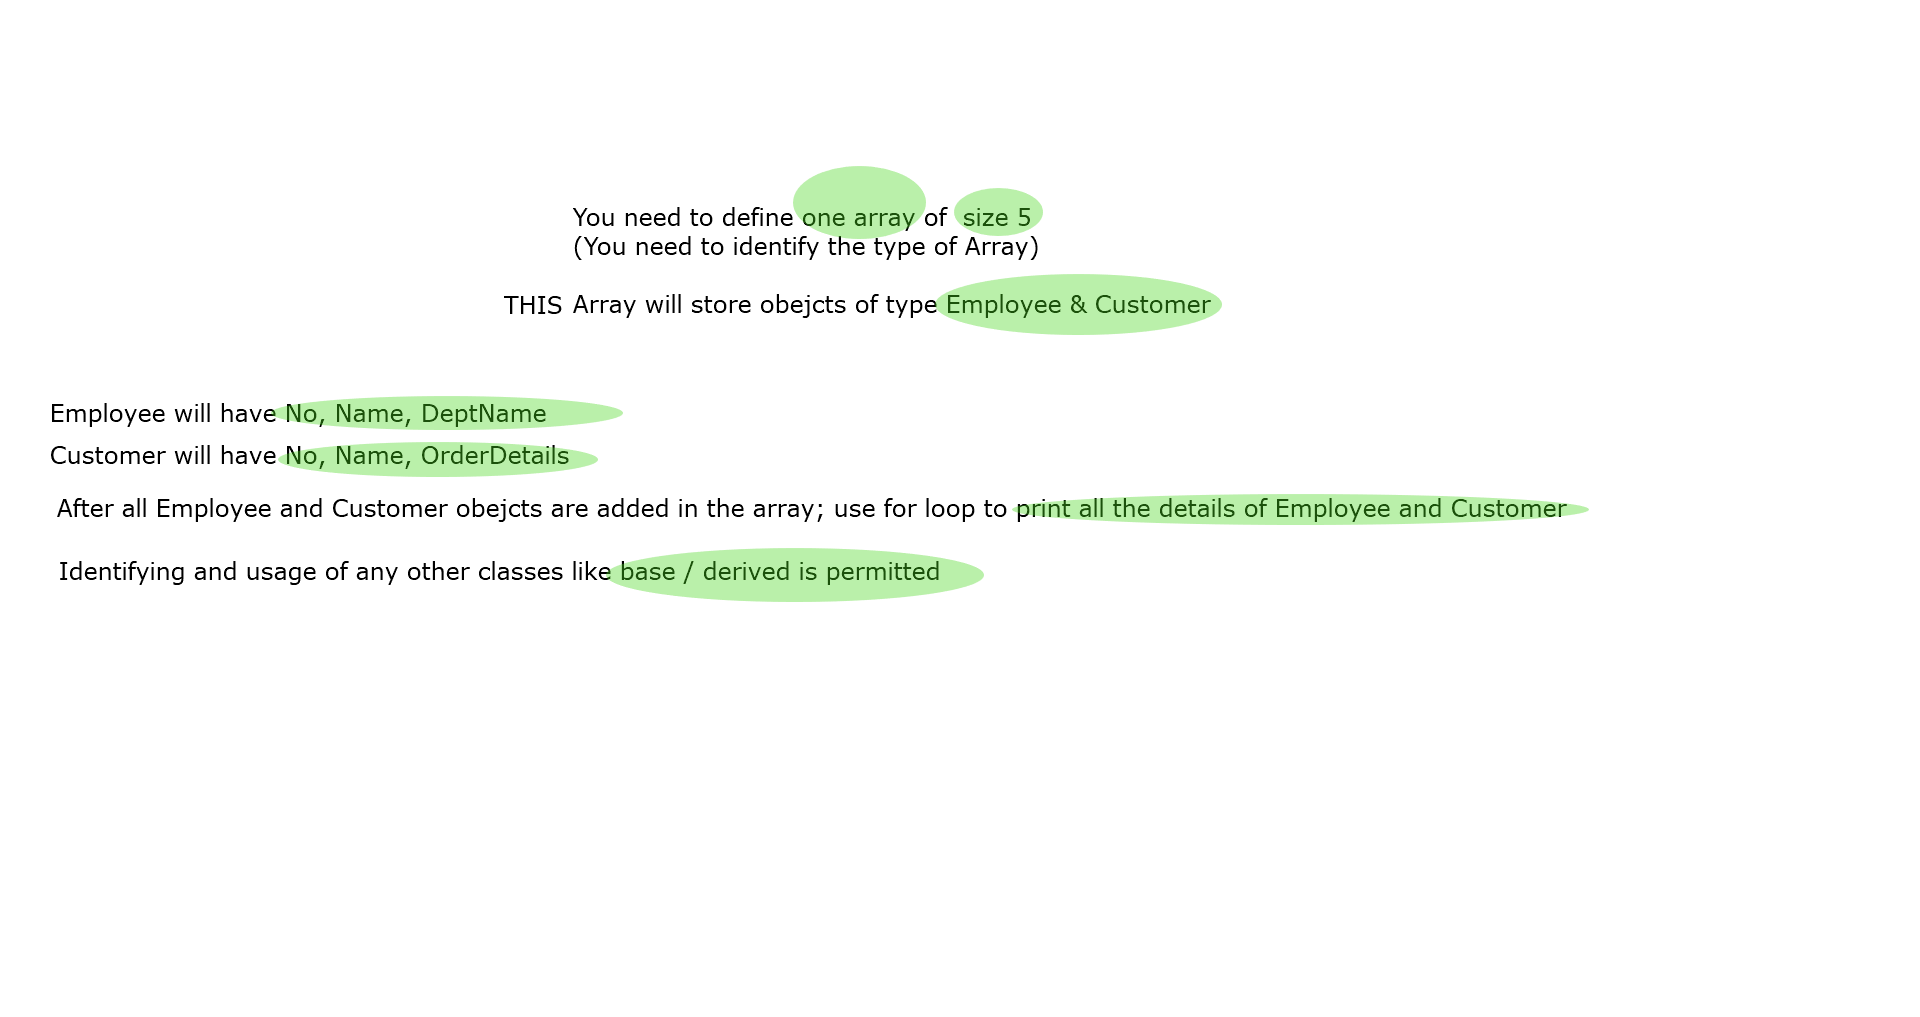 You need to define one array of  size 5
(You need to identify the type of Array)
THIS Array will store obejcts of type Employee & Customer
Employee will have No, Name, DeptName
Customer will have No, Name, OrderDetails
After all Employee and Customer obejcts are added in the array; use for loop to print all the details of Employee and Customer
Identifying and usage of any other classes like base / derived is permitted